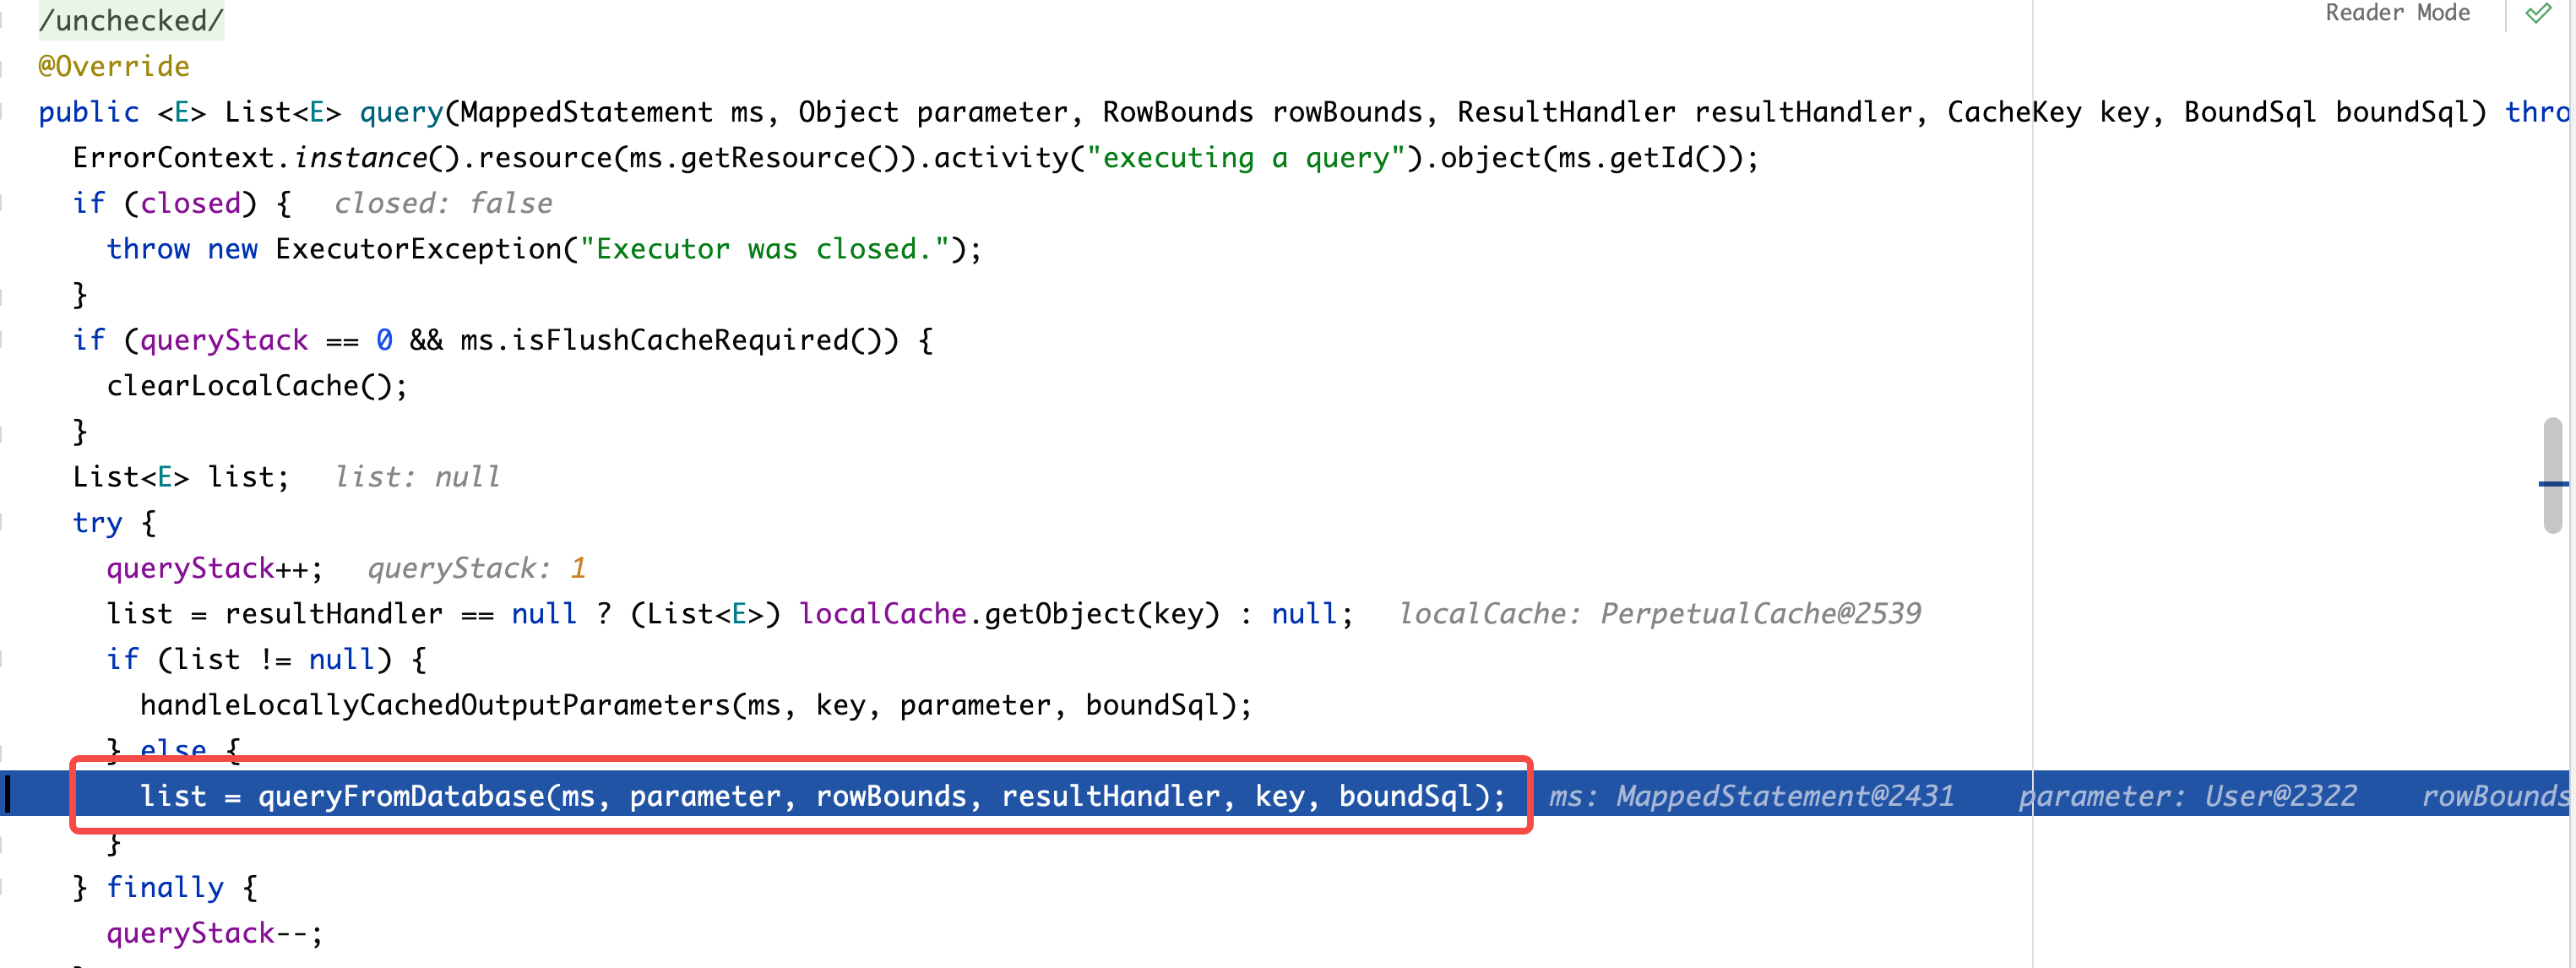 /unchecked/
Reader Mode
@Override
public <E> List<E> query(MappedStatement ms, Object parameter, RowBounds rowBounds, ResultHandler resultHandler, CacheKey key, BoundSql boundSql) thro
ErrorContext.instance().resource(ms.getResource()).activity("executing a query").object(ms.getId());
if (closed) { closed: false
throw new ExecutorException("Executor was closed.");
}
if (queryStack == 0 && ms.isFlushCacheRequired()) {
clearLocalCache();
}
List<E> list; list: null
try {
queryStack++; queryStack: 1
list = resultHandler == null ? (List<E>) localCache.getObject(key) : null; localCache: PerpetualCache@2539
if (list != null) {
handleLocallyCachedOutputParameters(ms, key, parameter, boundSql);
} else {
list = queryFromDatabase(ms, parameter, rowBounds, resultHandler, key, boundSql); ms: MappedStatement@2431 parameter: User@2322 rowBounds
}
} finally {
queryStack--;
}